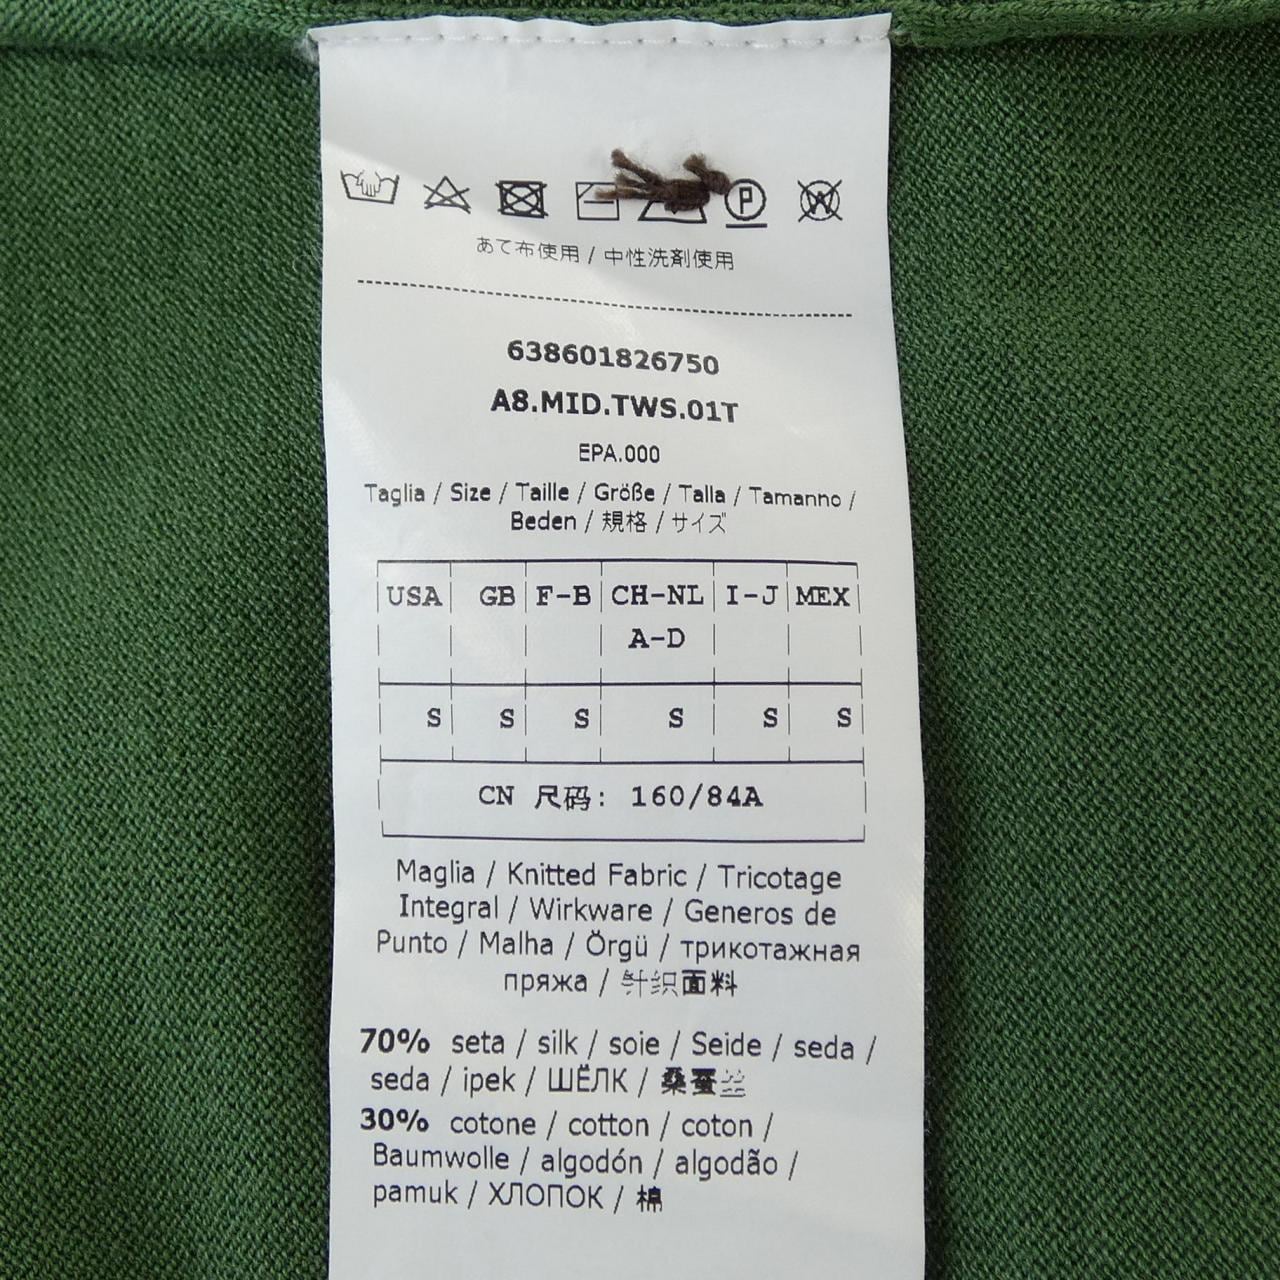 P W
あて布使用 / 中性洗剤使用
638601826750
A8.MID.TWS.01T
EPA.000
Taglia / Size / Taille / Größe / Talla / Tamanno /
Beden / 規格 / サイズ
USA GB F-B CH-NL I-J MEX
A-D
S S S S S S
CN 尺码: 160/84A
Maglia / Knitted Fabric / Tricotage
Integral / Wirkware / Generos de
Punto / Malha / Örgü / трикотажная
пряжа / 针织面料
70% seta / silk / soie / Seide / seda /
seda / ipek / ШЁЛК / 桑蚕丝
30% cotone / cotton / coton /
Baumwolle / algodón / algodão /
pamuk / ХЛОПОК / 棉